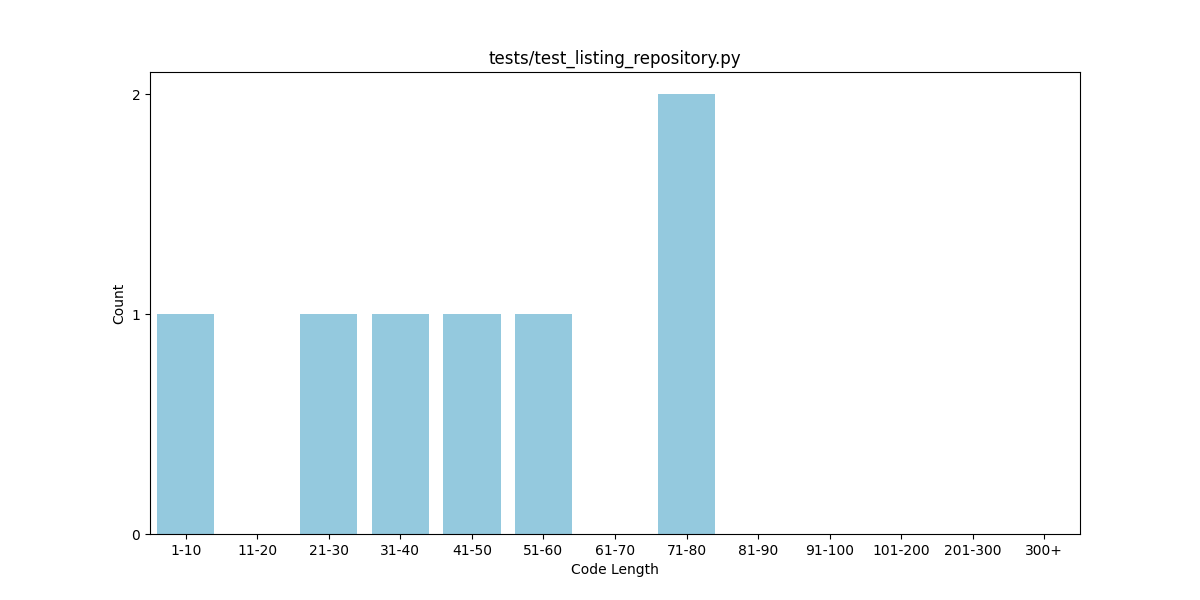 tests/test_listing_repository.py
2
1
0
Count
1-10 11-20 21-30 31-40 41-50 51-60 61-70 71-80 81-90 91-100 101-200 201-300 300+
Code Length